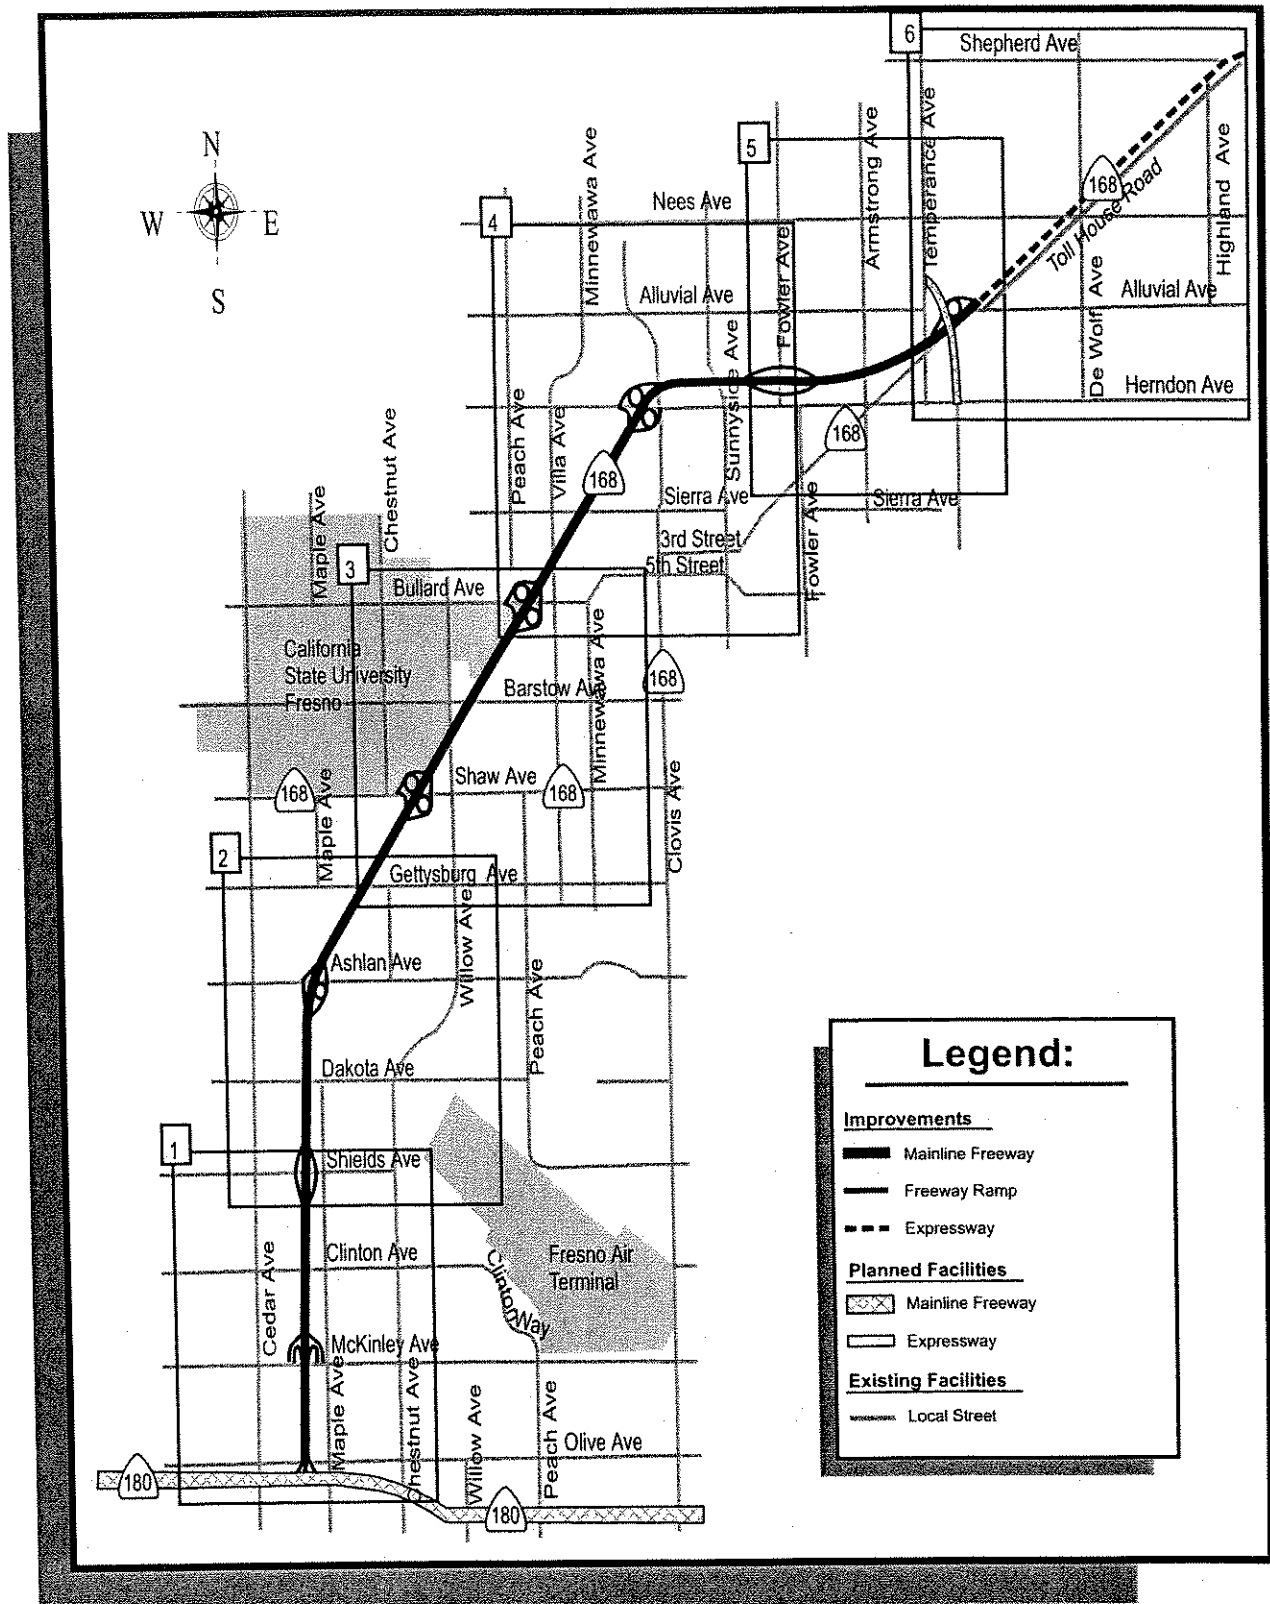 6
Shepherd Ave
5
N
W
E
S
Minnewawa Ave
Armstrong Ave
Temperance Ave
Highland Ave
168
Toll House Road
4
Nees Ave
Fowler Ave
Alluvial Ave
Alluvial Ave
De Wolf Ave
Sunnyside Ave
Herndon Ave
Peach Ave
Villa Ave
168
168
Chestnut Ave
Maple Ave
Sierra Ave
Sierra Ave
3rd Street
5th Street
Fowler Ave
3
Bullard Ave
California
State University
Fresno
Minnewawa Ave
168
Barstow Ave
Shaw Ave
168
168
Maple Ave
Clovis Ave
2
Gettysburg Ave
Willow Ave
Ashlan Ave
Peach Ave
Dakota Ave
1
Shields Ave
Cedar Ave
Clinton Ave
Clinton Way
Fresno Air
Terminal
McKinley Ave
Maple Ave
Chestnut Ave
Willow Ave
Peach Ave
Olive Ave
180
180
Legend:
Improvements
Mainline Freeway
Freeway Ramp
Expressway
Planned Facilities
Mainline Freeway
Expressway
Existing Facilities
Local Street